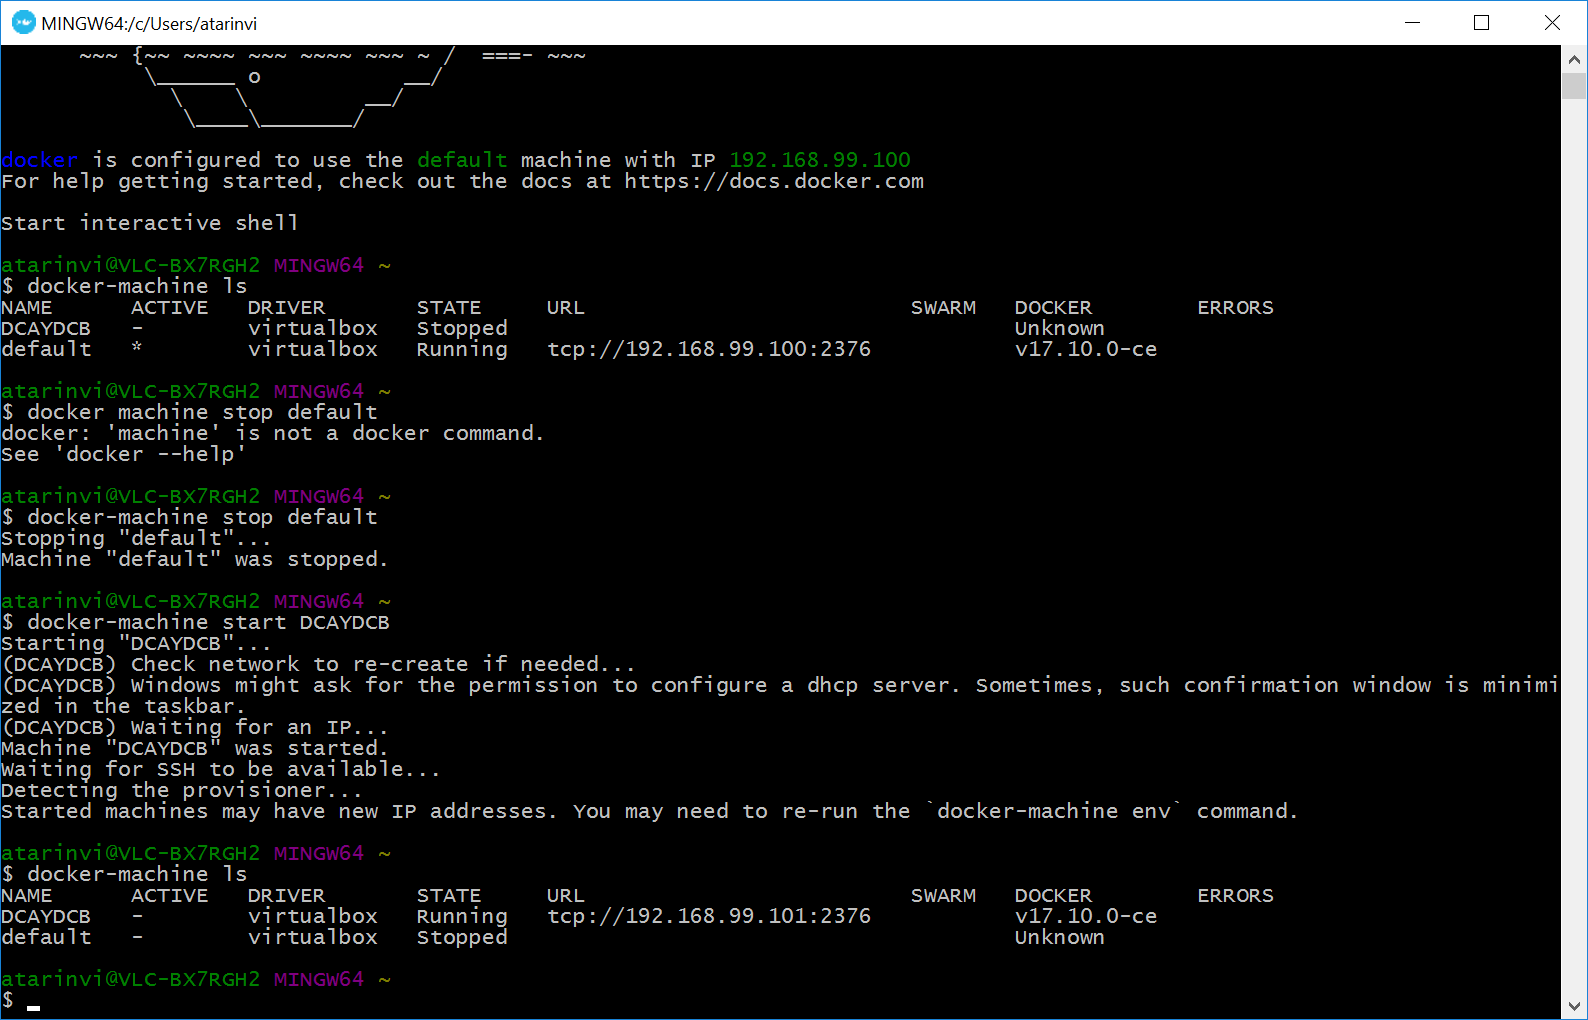 MINGW64:/c/Users/atarinvi
~~~ {~~ ~~~~ ~~~ ~~~~ ~~~ ~ /  ===- ~~~
\______ o           __/
\    \         __/
\____\_______/
docker is configured to use the default machine with IP 192.168.99.100
For help getting started, check out the docs at https://docs.docker.com
Start interactive shell
atarinvi@VLC-BX7RGH2 MINGW64 ~
$ docker-machine ls
NAME      ACTIVE   DRIVER       STATE     URL                         SWARM   DOCKER        ERRORS
DCAYDCB   -        virtualbox   Stopped                                       Unknown
default   *        virtualbox   Running   tcp://192.168.99.100:2376           v17.10.0-ce
atarinvi@VLC-BX7RGH2 MINGW64 ~
$ docker machine stop default
docker: 'machine' is not a docker command.
See 'docker --help'
atarinvi@VLC-BX7RGH2 MINGW64 ~
$ docker-machine stop default
Stopping "default"...
Machine "default" was stopped.
atarinvi@VLC-BX7RGH2 MINGW64 ~
$ docker-machine start DCAYDCB
Starting "DCAYDCB"...
(DCAYDCB) Check network to re-create if needed...
(DCAYDCB) Windows might ask for the permission to configure a dhcp server. Sometimes, such confirmation window is minimi
zed in the taskbar.
(DCAYDCB) Waiting for an IP...
Machine "DCAYDCB" was started.
Waiting for SSH to be available...
Detecting the provisioner...
Started machines may have new IP addresses. You may need to re-run the `docker-machine env` command.
atarinvi@VLC-BX7RGH2 MINGW64 ~
$ docker-machine ls
NAME      ACTIVE   DRIVER       STATE     URL                         SWARM   DOCKER        ERRORS
DCAYDCB   -        virtualbox   Running   tcp://192.168.99.101:2376           v17.10.0-ce
default   -        virtualbox   Stopped                                       Unknown
atarinvi@VLC-BX7RGH2 MINGW64 ~
$